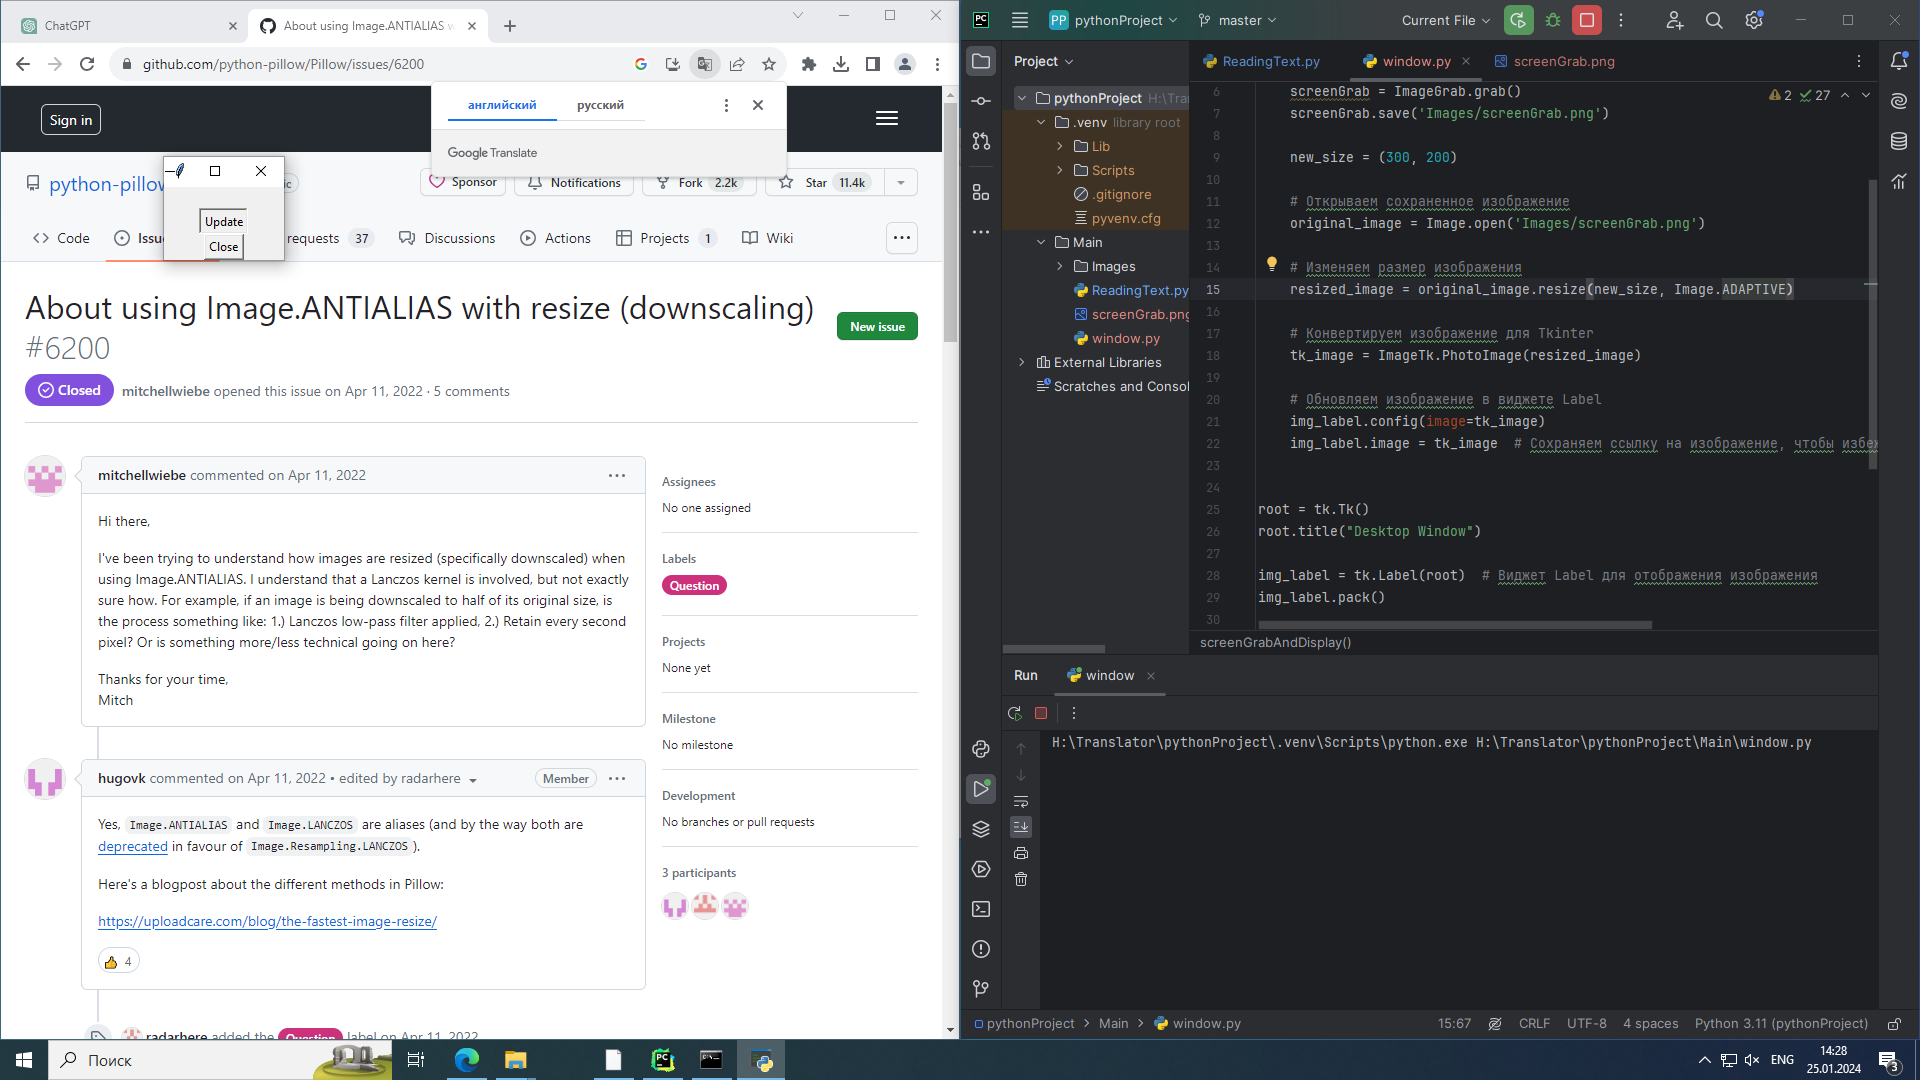 ChatGPT
About using Image.ANTIALIAS w
github.com/python-pillow/Pillow/issues/6200
английский
русский
Google Translate
Sign in
python-pillow
ic
Sponsor
Notifications
Fork 2.2k
Star 11.4k
Update
Close
Code
Issu
requests 37
Discussions
Actions
Projects 1
Wiki
About using Image.ANTIALIAS with resize (downscaling)
#6200
New issue
Closed
mitchellwiebe opened this issue on Apr 11, 2022 · 5 comments
mitchellwiebe commented on Apr 11, 2022
Hi there,
I've been trying to understand how images are resized (specifically downscaled) when
using Image.ANTIALIAS. I understand that a Lanczos kernel is involved, but not exactly
sure how. For example, if an image is being downscaled to half of its original size, is
the process something like: 1.) Lanczos low-pass filter applied, 2.) Retain every second
pixel? Or is something more/less technical going on here?
Thanks for your time,
Mitch
Assignees
No one assigned
Labels
Question
Projects
None yet
Milestone
No milestone
Development
No branches or pull requests
3 participants
hugovk commented on Apr 11, 2022 • edited by radarhere
Member
Yes, Image.ANTIALIAS and Image.LANCZOS are aliases (and by the way both are
deprecated in favour of Image.Resampling.LANCZOS ).
Here's a blogpost about the different methods in Pillow:
https://uploadcare.com/blog/the-fastest-image-resize/
👍 4
radarhere added the Question label on Apr 11, 2022
PC
PP pythonProject
master
Current File
Project
pythonProject H:\Tra
.venv library root
Lib
Scripts
.gitignore
pyvenv.cfg
Main
Images
ReadingText.py
screenGrab.png
window.py
External Libraries
Scratches and Consol
ReadingText.py
window.py
screenGrab.png
2 27
6 screenGrab = ImageGrab.grab()
7 screenGrab.save('Images/screenGrab.png')
8
9 new_size = (300, 200)
10
11 # Открываем сохраненное изображение
12 original_image = Image.open('Images/screenGrab.png')
13
14 # Изменяем размер изображения
15 resized_image = original_image.resize(new_size, Image.ADAPTIVE)
16
17 # Конвертируем изображение для Tkinter
18 tk_image = ImageTk.PhotoImage(resized_image)
19
20 # Обновляем изображение в виджете Label
21 img_label.config(image=tk_image)
22 img_label.image = tk_image # Сохраняем ссылку на изображение, чтобы избеж
23
24
25 root = tk.Tk()
26 root.title("Desktop Window")
27
28 img_label = tk.Label(root) # Виджет Label для отображения изображения
29 img_label.pack()
30
screenGrabAndDisplay()
Run
window
H:\Translator\pythonProject\.venv\Scripts\python.exe H:\Translator\pythonProject\Main\window.py
pythonProject > Main > window.py
15:67
CRLF
UTF-8
4 spaces
Python 3.11 (pythonProject)
Поиск
PC
ENG
14:28
25.01.2024
3